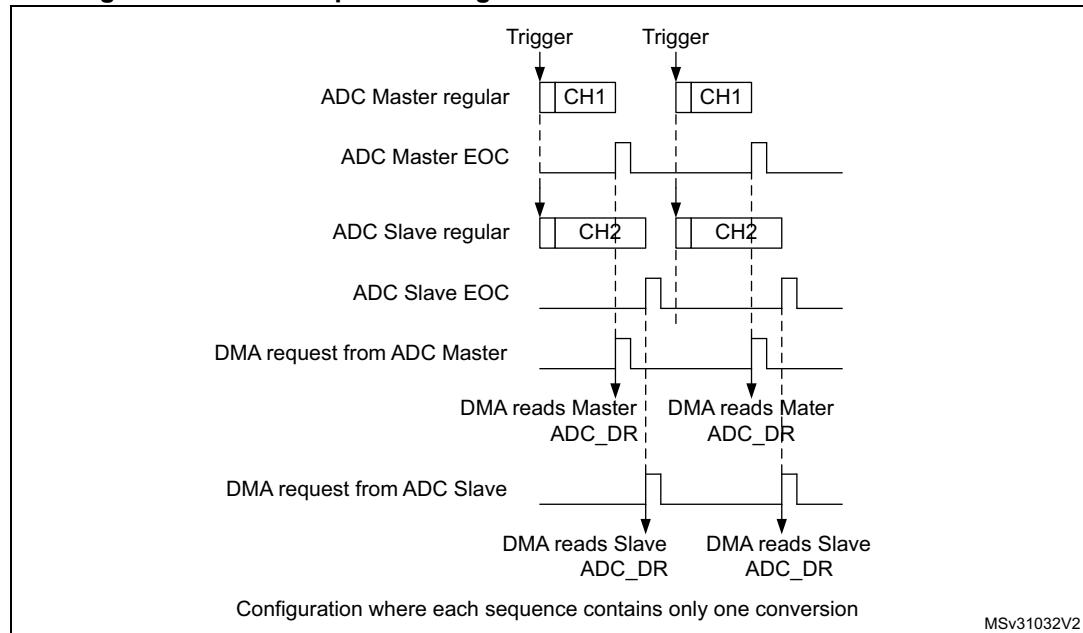 Trigger Trigger
ADC Master regular CH1 CH1
ADC Master EOC
ADC Slave regular CH2 CH2
ADC Slave EOC
DMA request from ADC Master
DMA reads Master DMA reads Mater
ADC_DR ADC_DR
DMA request from ADC Slave
DMA reads Slave DMA reads Slave
ADC_DR ADC_DR
Configuration where each sequence contains only one conversion
MSv31032V2